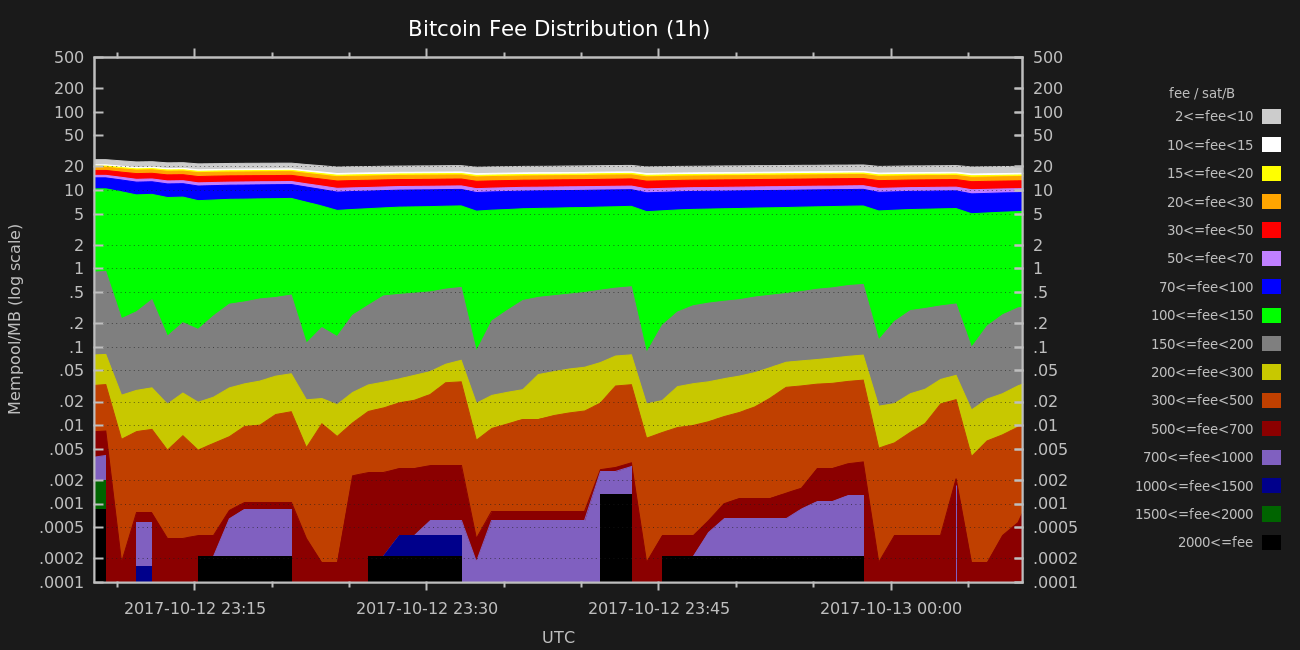 Bitcoin Fee Distribution (1h)
Mempool/MB (log scale)
500
200
100
50
20
10
5
2
1
.5
.2
.1
.05
.02
.01
.005
.002
.001
.0005
.0002
.0001
500
200
100
50
20
10
5
2
1
.5
.2
.1
.05
.02
.01
.005
.002
.001
.0005
.0002
.0001
2017-10-12 23:15 2017-10-12 23:30 2017-10-12 23:45 2017-10-13 00:00
UTC
fee / sat/B
2<=fee<10
10<=fee<15
15<=fee<20
20<=fee<30
30<=fee<50
50<=fee<70
70<=fee<100
100<=fee<150
150<=fee<200
200<=fee<300
300<=fee<500
500<=fee<700
700<=fee<1000
1000<=fee<1500
1500<=fee<2000
2000<=fee